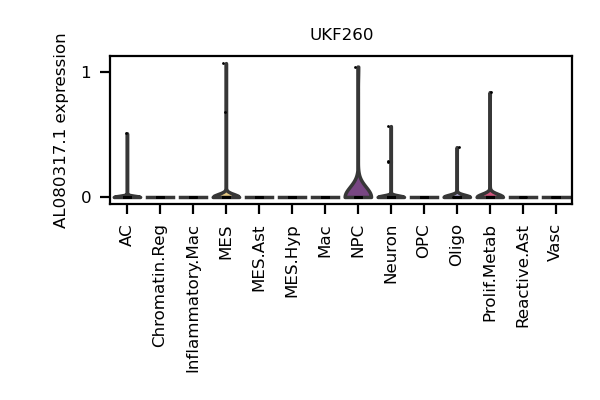 UKF260
AL080317.1 expression
1
0
AC
Chromatin.Reg
Inflammatory.Mac
MES
MES.Ast
MES.Hyp
Mac
NPC
Neuron
OPC
Oligo
Prolif.Metab
Reactive.Ast
Vasc